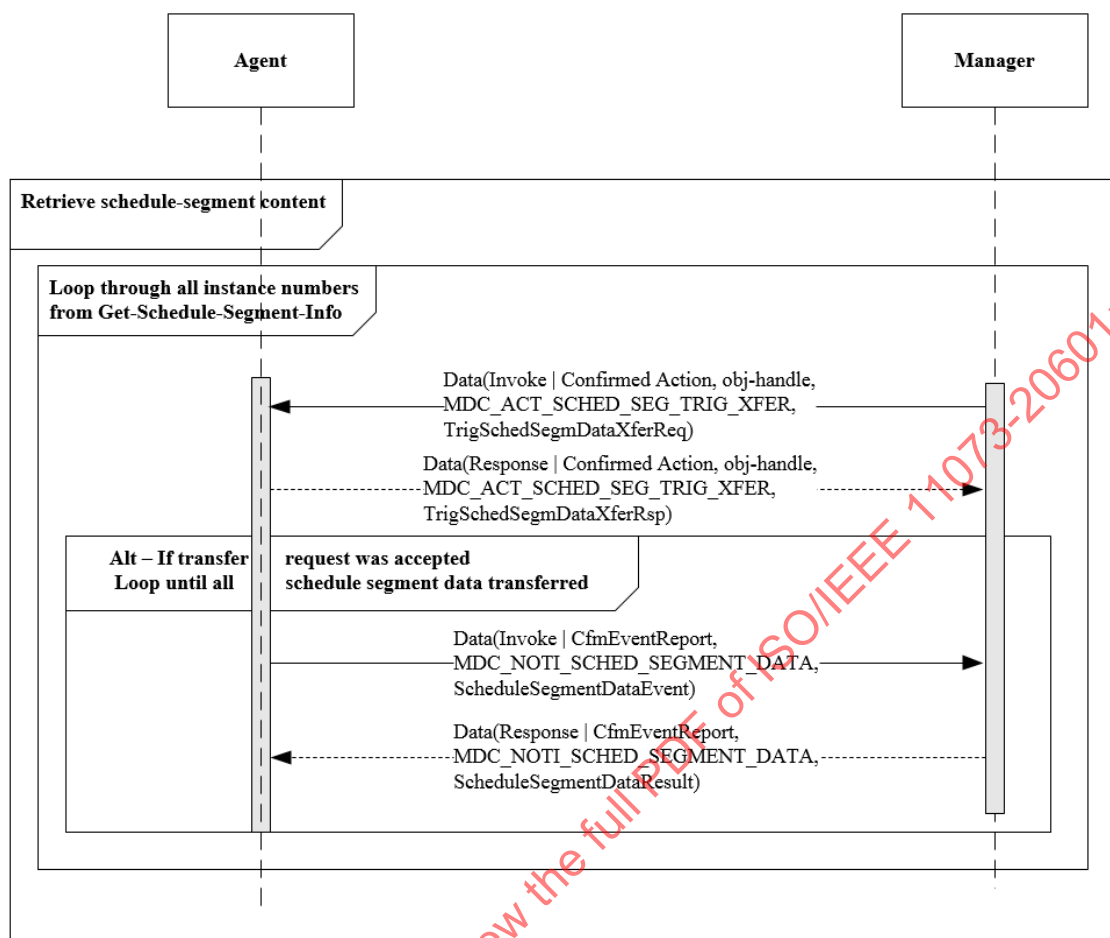 Agent
Manager
Retrieve schedule-segment content
Loop through all instance numbers
from Get-Schedule-Segment-Info
Data(Invoke | Confirmed Action, obj-handle,
MDC_ACT_SCHED_SEG_TRIG_XFER,
TrigSchedSegmDataXferReq)
Data(Response | Confirmed Action, obj-handle,
MDC_ACT_SCHED_SEG_TRIG_XFER,
TrigSchedSegmDataXferRsp)
Alt – If transfer request was accepted
Loop until all schedule segment data transferred
Data(Invoke | CfmEventReport,
MDC_NOTI_SCHED_SEGMENT_DATA,
ScheduleSegmentDataEvent)
Data(Response | CfmEventReport,
MDC_NOTI_SCHED_SEGMENT_DATA,
ScheduleSegmentDataResult)
the full PDF of ISO/IEEE 11073-20601